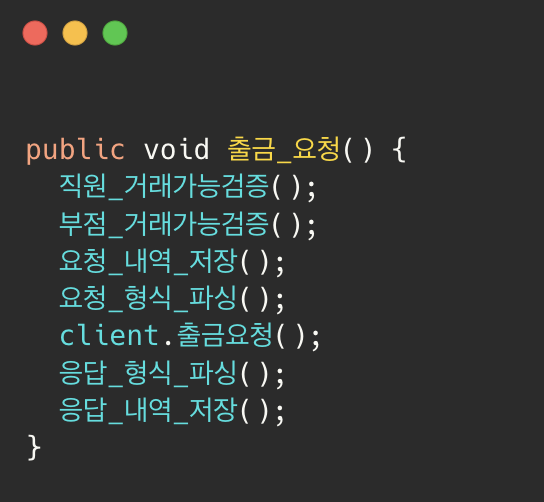 public void 출금_요청() {
  직원_거래가능검증();
  부점_거래가능검증();
  요청_내역_저장();
  요청_형식_파싱();
  client.출금요청();
  응답_형식_파싱();
  응답_내역_저장();
}